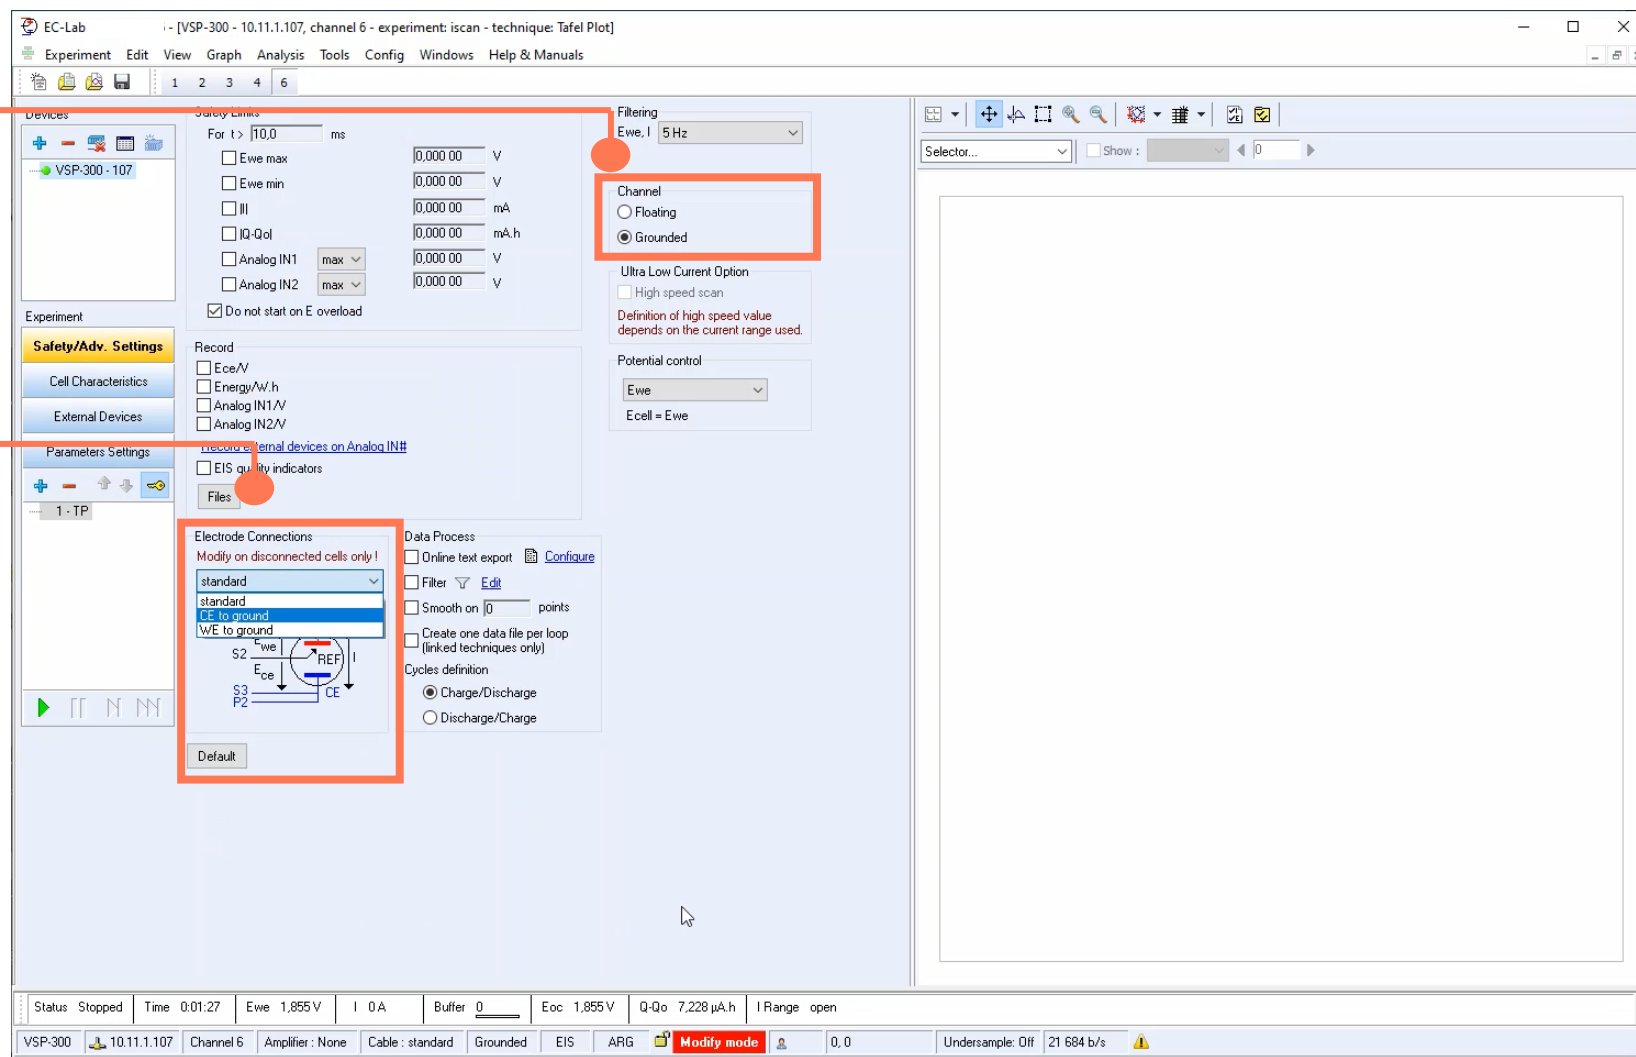 EC-Lab - [VSP-300 - 10.11.1.107, channel 6 - experiment: iscan - technique: Tafel Plot]
Experiment Edit View Graph Analysis Tools Config Windows Help & Manuals
1 2 3 4 6
Devices
VSP-300 - 107
Experiment
Safety/Adv. Settings
Cell Characteristics
External Devices
Parameters Settings
1 - TP
Safety Limits
For t > 10,0 ms
Ewe max 0,000 00 V
Ewe min 0,000 00 V
|I| 0,000 00 mA
|Q-Qo| 0,000 00 mA.h
Analog IN1 max 0,000 00 V
Analog IN2 max 0,000 00 V
Do not start on E overload
Record
Ece/V
Energy/W.h
Analog IN1/V
Analog IN2/V
Record external devices on Analog IN#
EIS quality indicators
Files
Electrode Connections
Modify on disconnected cells only !
standard
standard
CE to ground
WE to ground
Ewe
S2 REF I
Ece
S3 CE
P2
Default
Data Process
Online text export Configure
Filter Edit
Smooth on 0 points
Create one data file per loop
(linked techniques only)
Cycles definition
Charge/Discharge
Discharge/Charge
Filtering
Ewe, I 5 Hz
Channel
Floating
Grounded
Ultra Low Current Option
High speed scan
Definition of high speed value
depends on the current range used.
Potential control
Ewe
Ecell = Ewe
Selector... Show : 0
Status Stopped Time 0:01:27 Ewe 1,855 V I 0 A Buffer 0 Eoc 1,855 V Q-Qo 7,228 µA.h I Range open
VSP-300 10.11.1.107 Channel 6 Amplifier : None Cable : standard Grounded EIS ARG Modify mode 0, 0 Undersample: Off 21 684 b/s